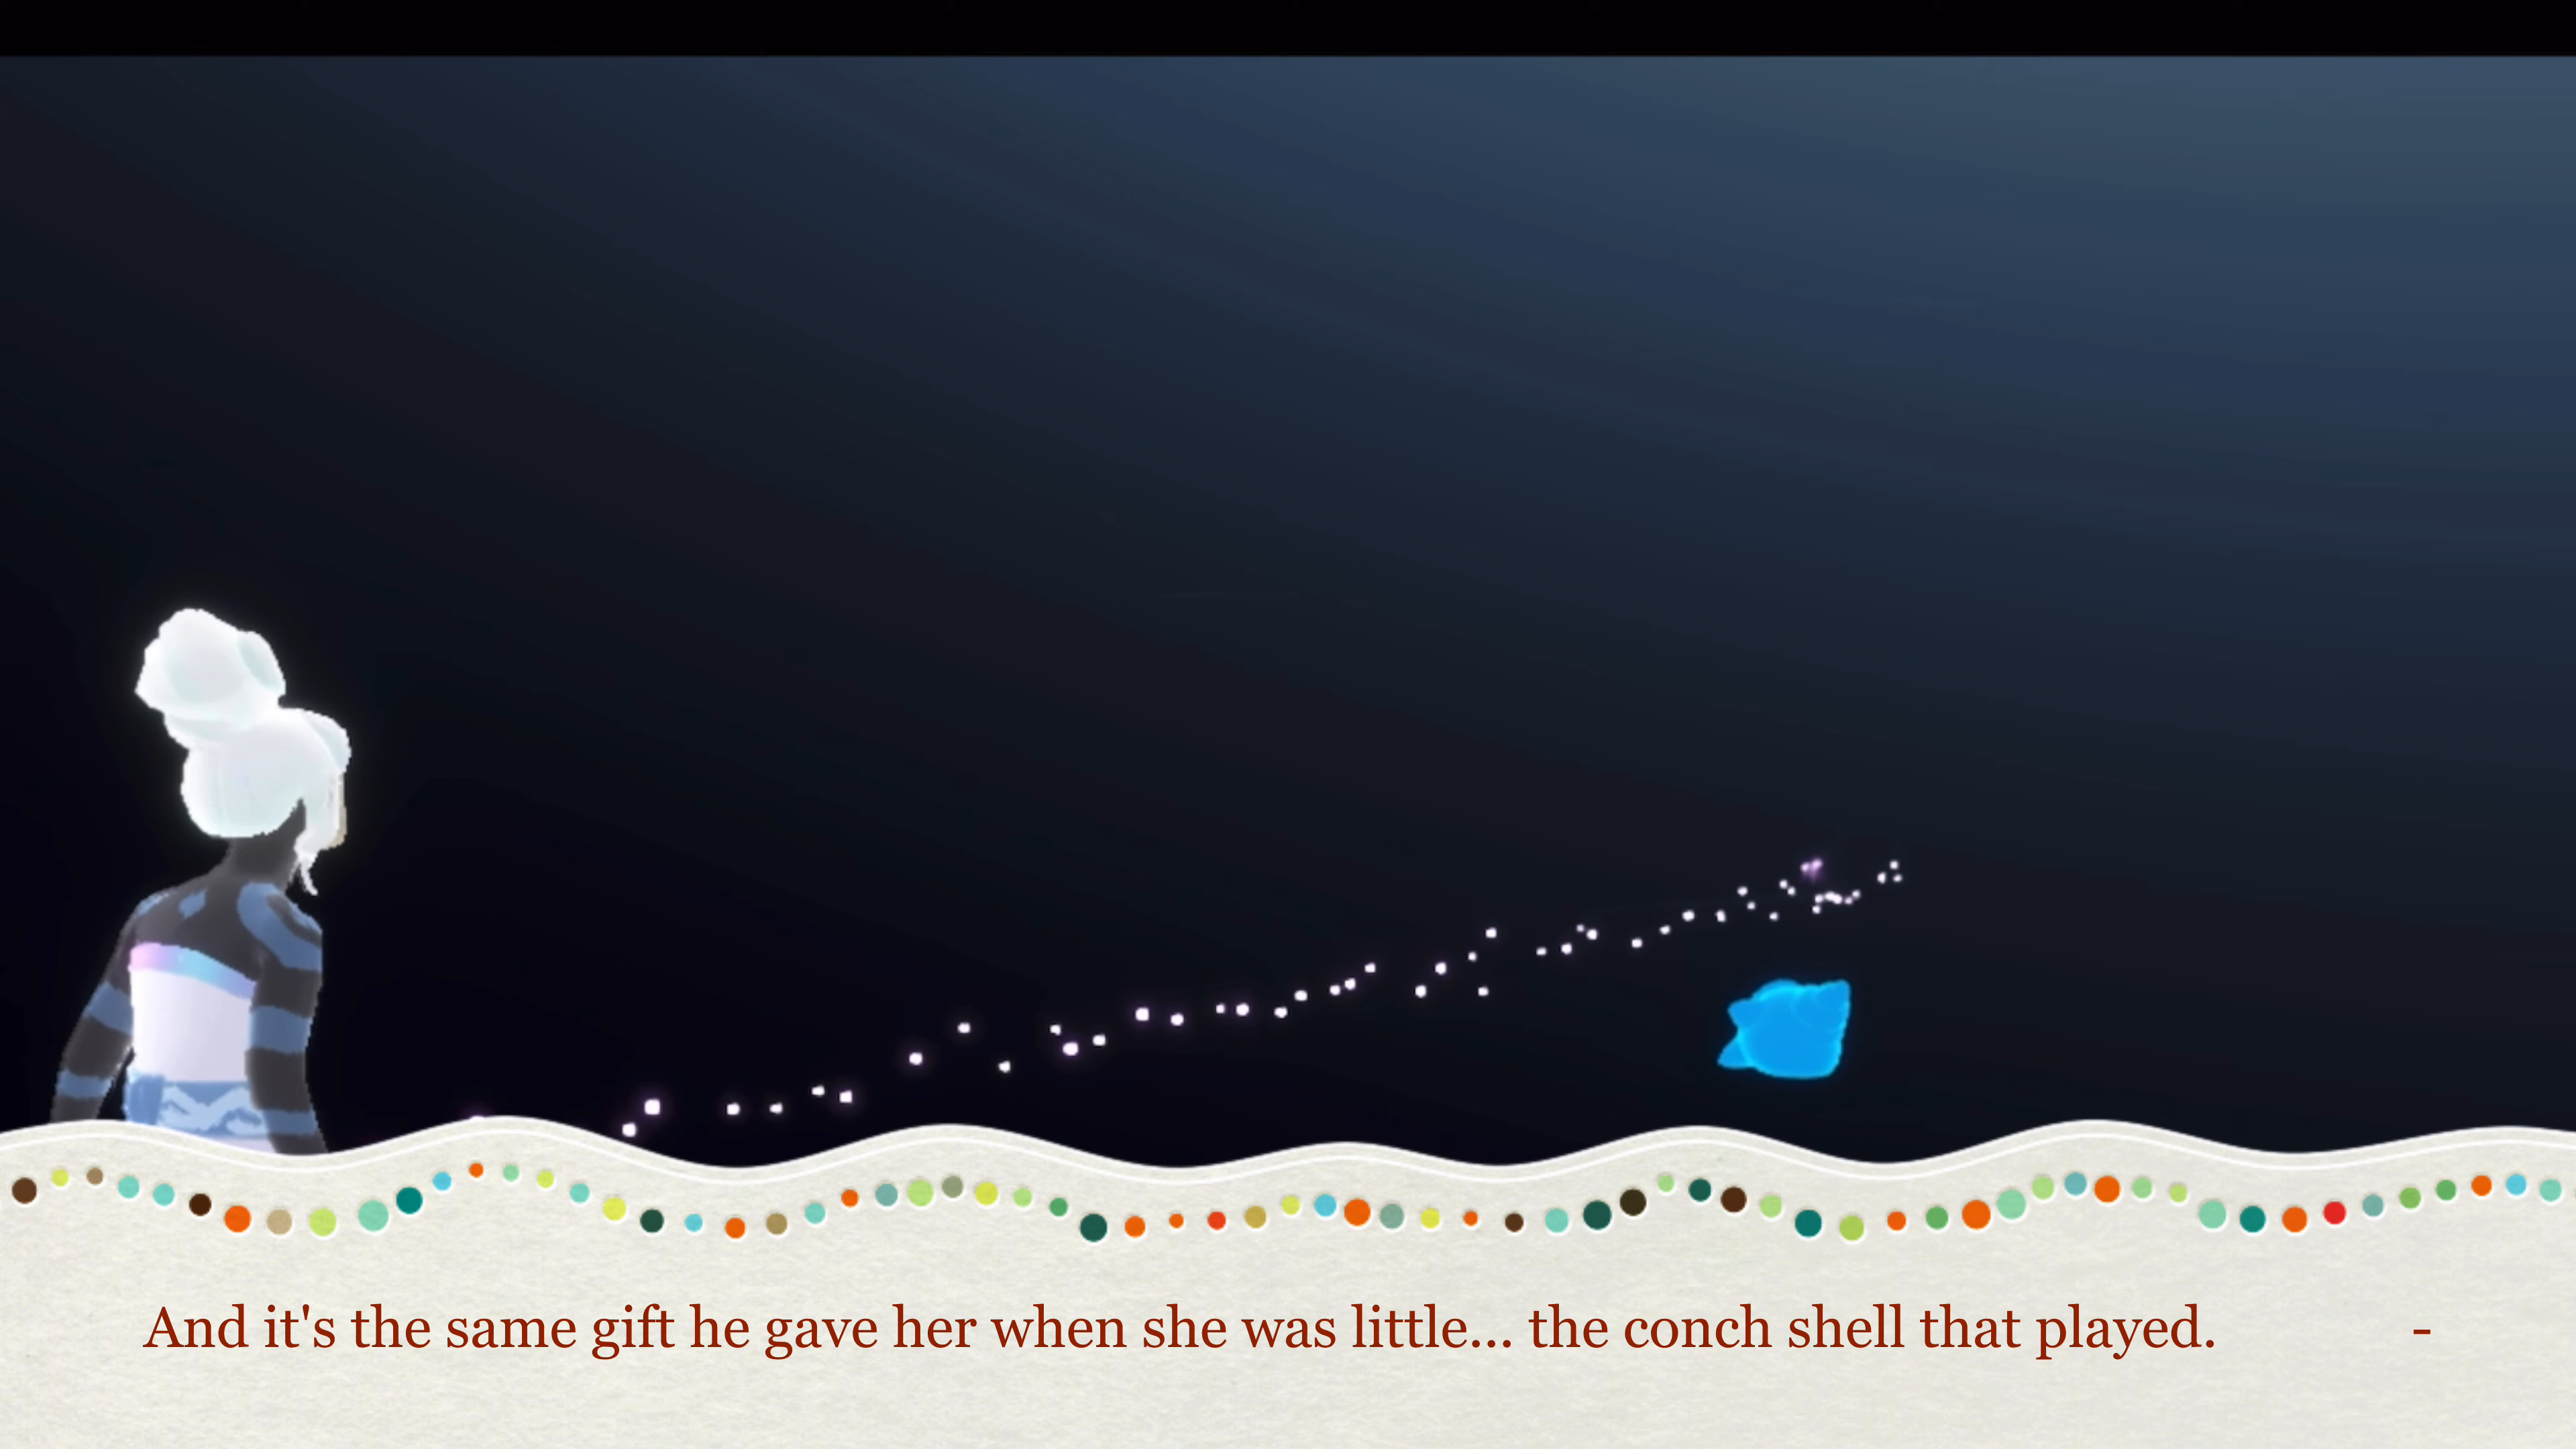 And it's the same gift he gave her when she was little... the conch shell that played. -